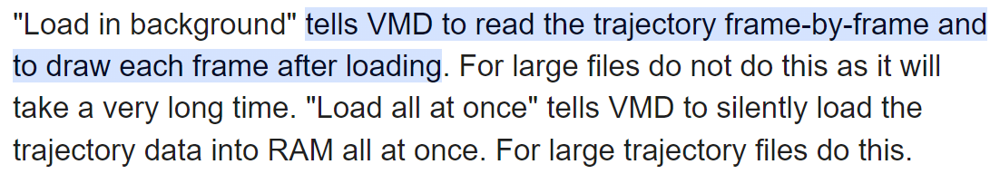 "Load in background" tells VMD to read the trajectory frame-by-frame and
to draw each frame after loading. For large files do not do this as it will
take a very long time. "Load all at once" tells VMD to silently load the
trajectory data into RAM all at once. For large trajectory files do this.